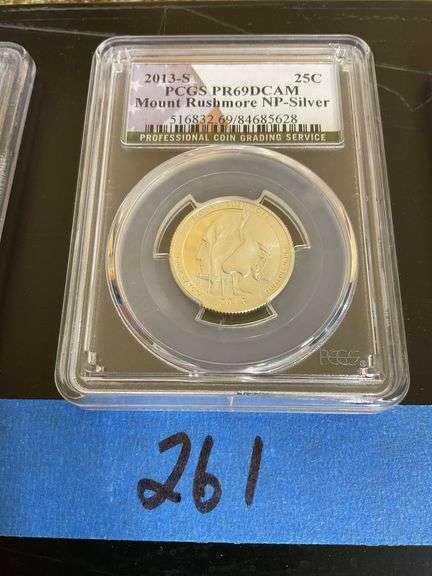 2013-S 25C
PCGS PR69DCAM
Mount Rushmore NP-Silver
516832.69/84685628
PROFESSIONAL COIN GRADING SERVICE
PCGS
261